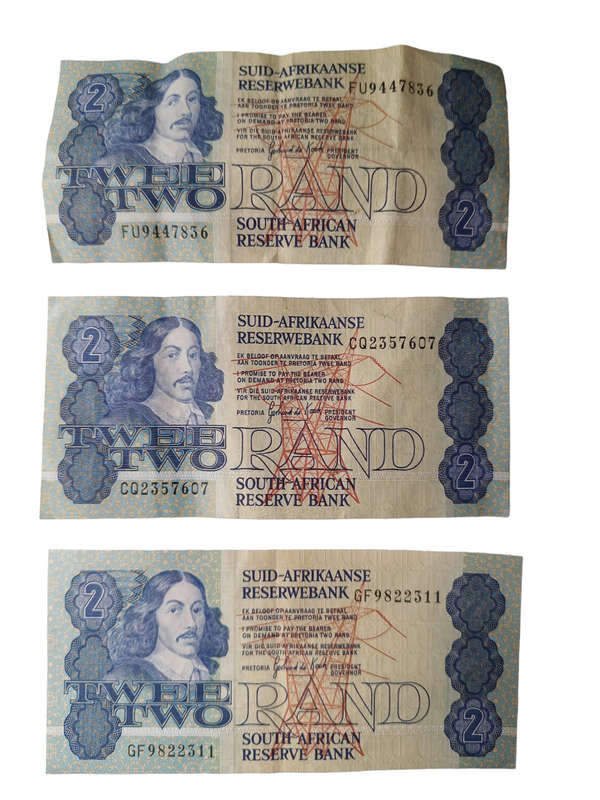 2
SUID-AFRIKAANSE
RESERWEBANK
FU9447836
EK BELOOF OP AANVRAAG TE BETAAL
AAN TOONDER TE PRETORIA TWEE RAND
I PROMISE TO PAY THE BEARER
ON DEMAND AT PRETORIA TWO RAND
VIR DIE SUID-AFRIKAANSE RESERWEBANK
FOR THE SOUTH AFRICAN RESERVE BANK
PRETORIA PRESIDENT
GOVERNOR
TWEE
TWO RAND
2
FU9447836
SOUTH AFRICAN
RESERVE BANK
2
SUID-AFRIKAANSE
RESERWEBANK
CQ2357607
EK BELOOF OP AANVRAAG TE BETAAL
AAN TOONDER TE PRETORIA TWEE RAND
I PROMISE TO PAY THE BEARER
ON DEMAND AT PRETORIA TWO RAND
VIR DIE SUID-AFRIKAANSE RESERWEBANK
FOR THE SOUTH AFRICAN RESERVE BANK
PRETORIA PRESIDENT
GOVERNOR
TWEE
TWO RAND
2
CQ2357607
SOUTH AFRICAN
RESERVE BANK
2
SUID-AFRIKAANSE
RESERWEBANK
GF9822311
EK BELOOF OP AANVRAAG TE BETAAL
AAN TOONDER TE PRETORIA TWEE RAND
I PROMISE TO PAY THE BEARER
ON DEMAND AT PRETORIA TWO RAND
VIR DIE SUID-AFRIKAANSE RESERWEBANK
FOR THE SOUTH AFRICAN RESERVE BANK
PRETORIA PRESIDENT
GOVERNOR
TWEE
TWO RAND
2
GF9822311
SOUTH AFRICAN
RESERVE BANK